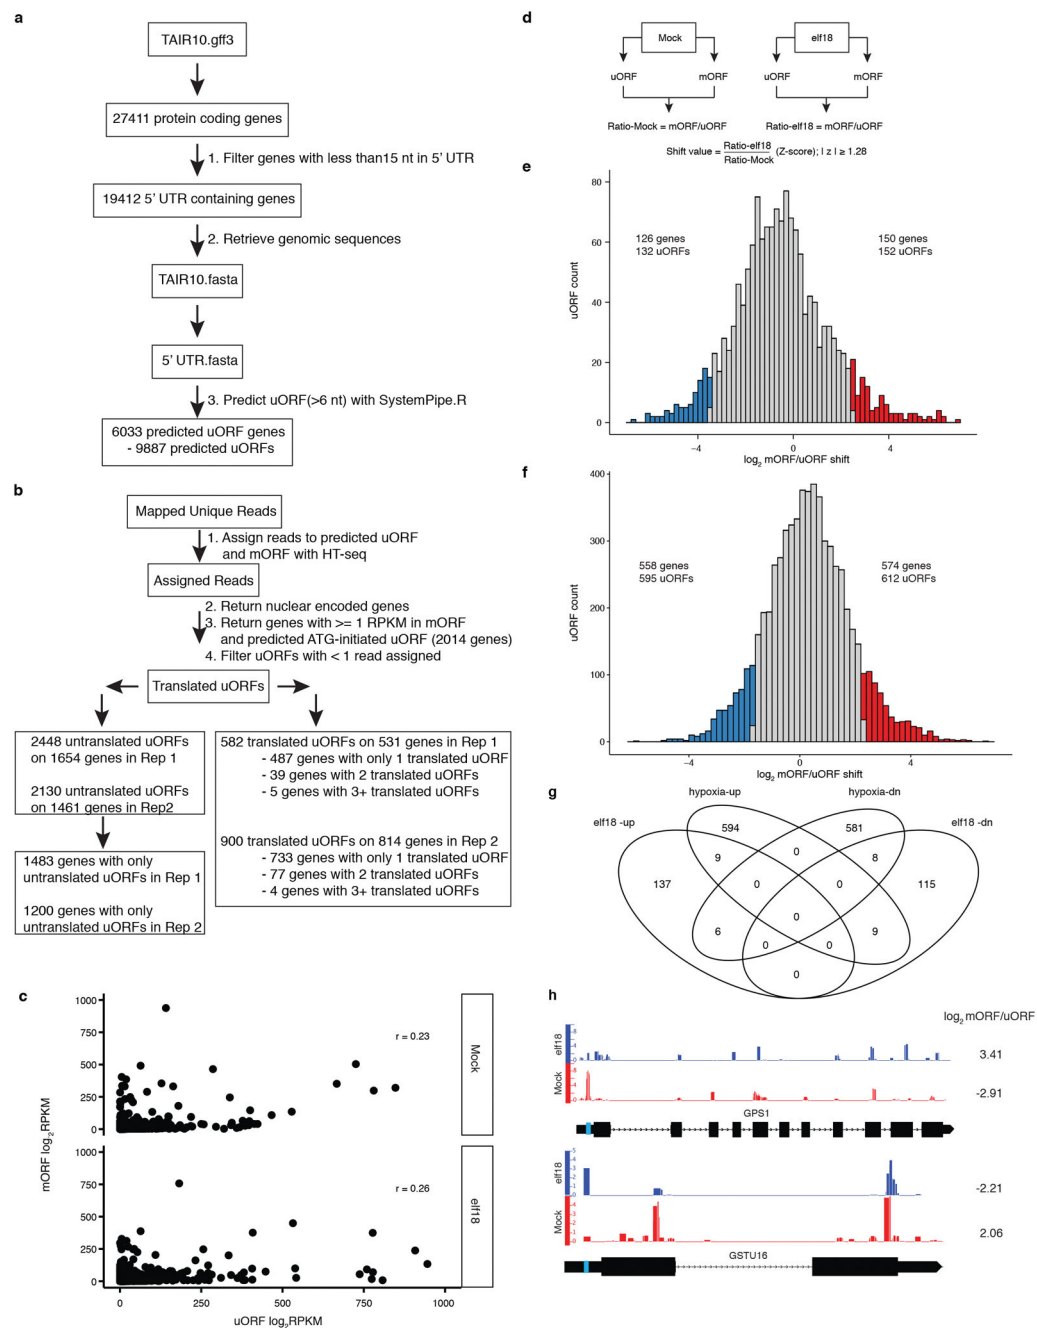 a
TAIR10.gff3
27411 protein coding genes
1. Filter genes with less than15 nt in 5' UTR
19412 5' UTR containing genes
2. Retrieve genomic sequences
TAIR10.fasta
5' UTR.fasta
3. Predict uORF(>6 nt) with SystemPipe.R
6033 predicted uORF genes
- 9887 predicted uORFs
b
Mapped Unique Reads
1. Assign reads to predicted uORF
and mORF with HT-seq
Assigned Reads
2. Return nuclear encoded genes
3. Return genes with >= 1 RPKM in mORF
and predicted ATG-initiated uORF (2014 genes)
4. Filter uORFs with < 1 read assigned
Translated uORFs
2448 untranslated uORFs
on 1654 genes in Rep 1
2130 untranslated uORFs
on 1461 genes in Rep2
1483 genes with only
untranslated uORFs in Rep 1
1200 genes with only
untranslated uORFs in Rep 2
582 translated uORFs on 531 genes in Rep 1
- 487 genes with only 1 translated uORF
- 39 genes with 2 translated uORFs
- 5 genes with 3+ translated uORFs
900 translated uORFs on 814 genes in Rep 2
- 733 genes with only 1 translated uORF
- 77 genes with 2 translated uORFs
- 4 genes with 3+ translated uORFs
c
mORF log2RPKM
1000
750
500
250
0
r = 0.23
Mock
1000
750
500
250
0
r = 0.26
elf18
0 250 500 750 1000
uORF log2RPKM
d
Mock elf18
uORF mORF uORF mORF
Ratio-Mock = mORF/uORF Ratio-elf18 = mORF/uORF
Shift value = Ratio-elf18 / Ratio-Mock (Z-score); | z | ≥ 1.28
e
uORF count
80
60
40
20
0
126 genes
132 uORFs
150 genes
152 uORFs
−4 0 4
log2 mORF/uORF shift
f
uORF count
400
300
200
100
0
558 genes
595 uORFs
574 genes
612 uORFs
−4 0 4
log2 mORF/uORF shift
g
hypoxia-up hypoxia-dn
elf18 -up elf18 -dn
594 581
9 0 8
137 0 0 115
0
6 9
0 0
0
h
log2 mORF/uORF
elf18
3.41
Mock
-2.91
GPS1
elf18
-2.21
Mock
2.06
GSTU16